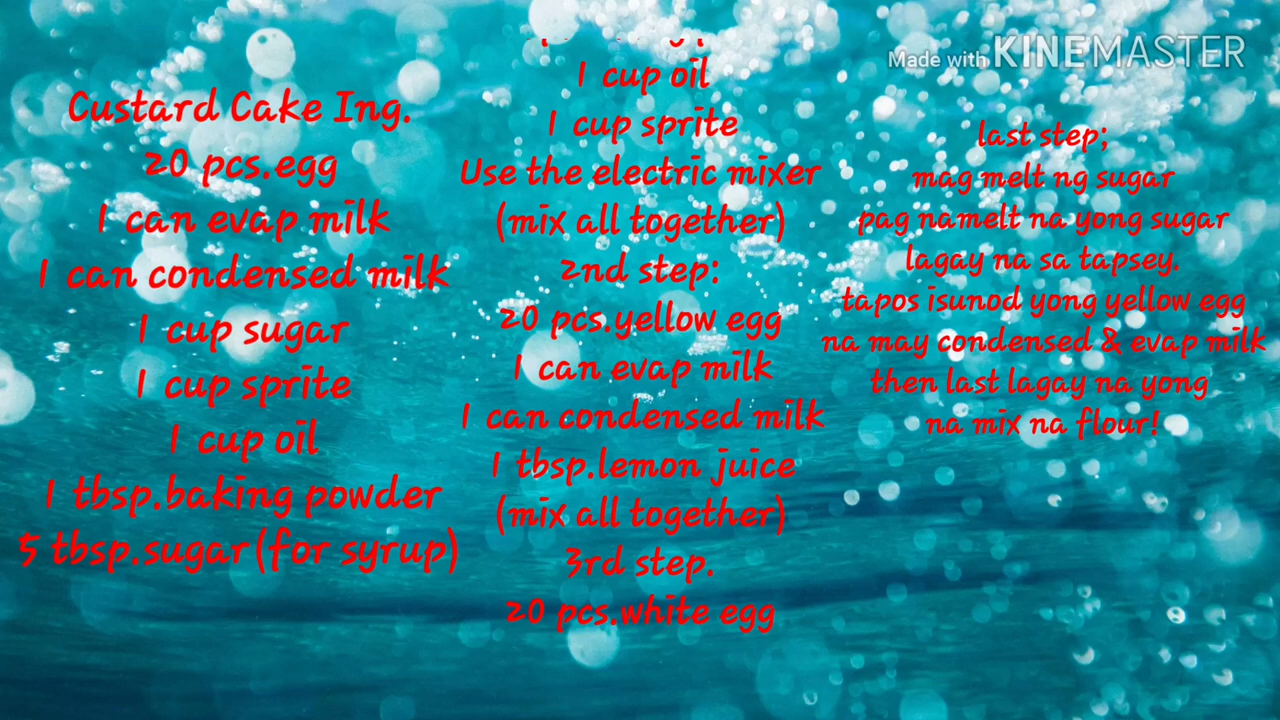 Custard Cake Ing.
20 pcs.egg
1 can evap milk
1 can condensed milk
1 cup sugar
1 cup sprite
1 cup oil
1 tbsp.baking powder
5 tbsp.sugar(for syrup)
1 cup oil
1 cup sprite
Use the electric mixer
(mix all together)
2nd step:
20 pcs.yellow egg
1 can evap milk
1 can condensed milk
1 tbsp.lemon juice
(mix all together)
3rd step.
20 pcs.white egg
Made with KINEMASTER
last step;
mag melt ng sugar
pag namelt na yong sugar
lagay na sa tapsey.
tapos isunod yong yellow egg
na may condensed & evap milk
then last lagay na yong
na mix na flour!